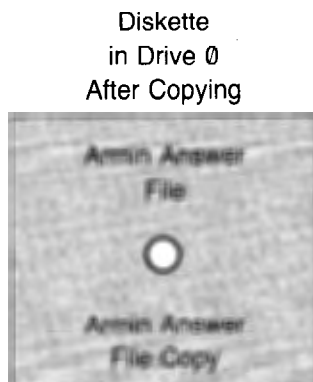 Diskette
in Drive 0
After Copying
Armin Answer
File
Armin Answer
File Copy